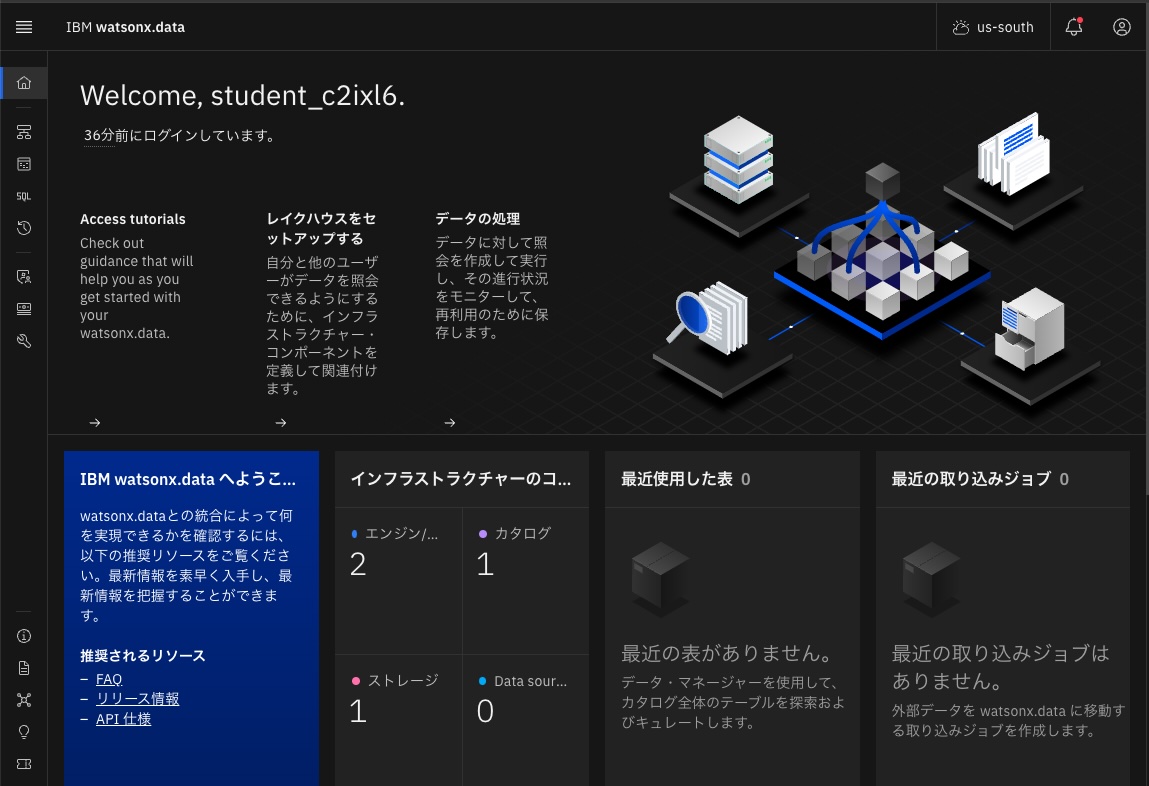 IBM watsonx.data
us-south
Welcome, student_c2ixl6.
36分前にログインしています。
SQL
Access tutorials
Check out
guidance that will
help you as you
get started with
your
watsonx.data.
レイクハウスをセ
ットアップする
自分と他のユーザ
ーがデータを照会
できるようにする
ために、インフラ
ストラクチャー・
コンポーネントを
定義して関連付け
ます。
データの処理
データに対して照
会を作成して実行
し、その進行状況
をモニターして、
再利用のために保
存します。
IBM watsonx.data へようこ...
watsonx.dataとの統合によって何
を実現できるかを確認するには、
以下の推奨リソースをご覧くださ
い。最新情報を素早く入手し、最
新情報を把握することができま
す。
推奨されるリソース
– FAQ
– リリース情報
– API 仕様
インフラストラクチャーのコ...
エンジン/...
2
カタログ
1
ストレージ
1
Data sour...
0
最近使用した表 0
最近の表がありません。
データ・マネージャーを使用して、
カタログ全体のテーブルを探索およ
びキュレートします。
最近の取り込みジョブ 0
最近の取り込みジョブは
ありません。
外部データを watsonx.data に移動す
る取り込みジョブを作成します。